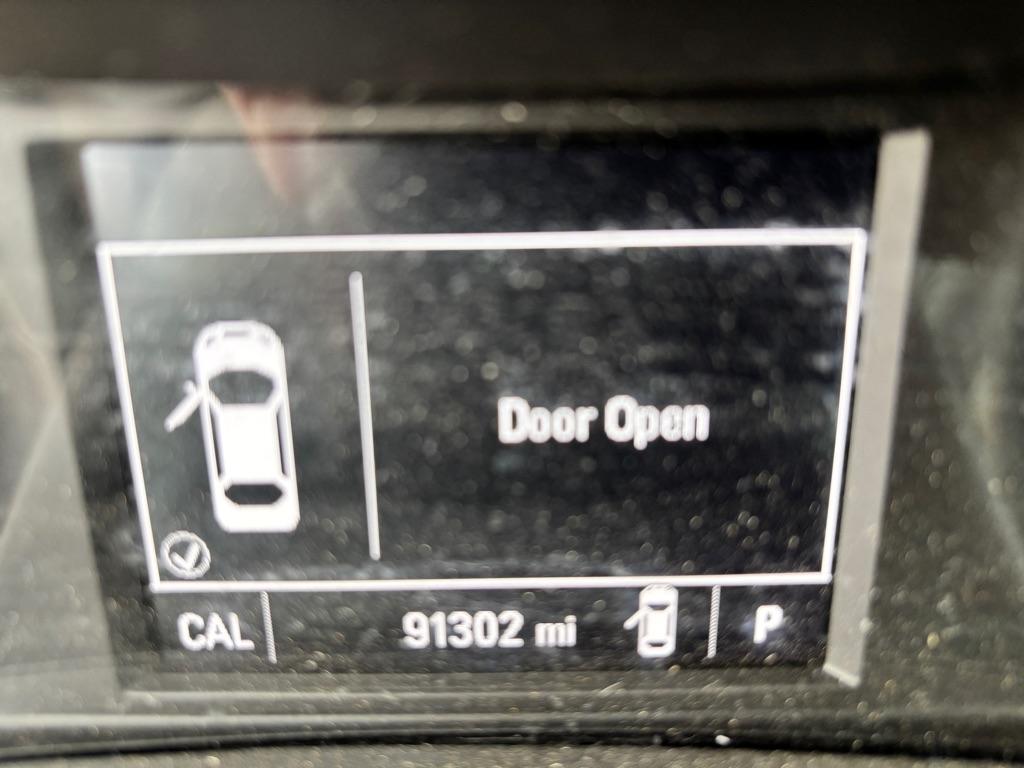 Door Open
CAL 91302 mi P